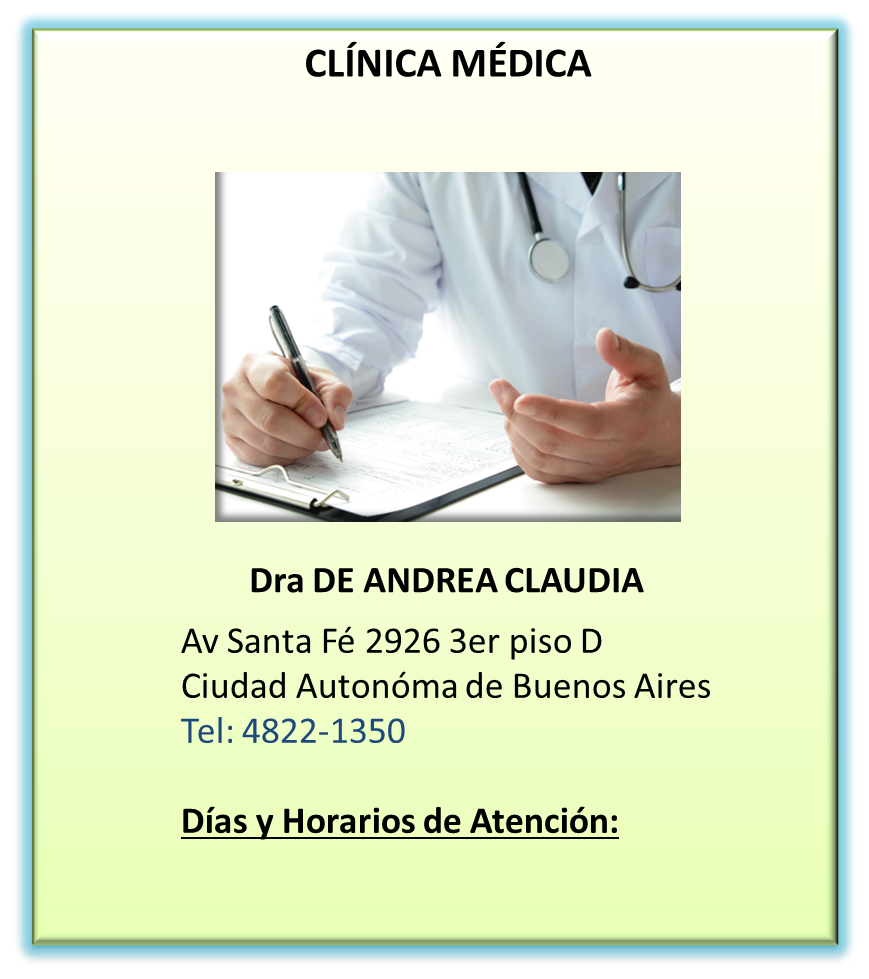 CLÍNICA MÉDICA
Dra DE ANDREA CLAUDIA
Av Santa Fé 2926 3er piso D
Ciudad Autonóma de Buenos Aires
Tel: 4822-1350
Días y Horarios de Atención: